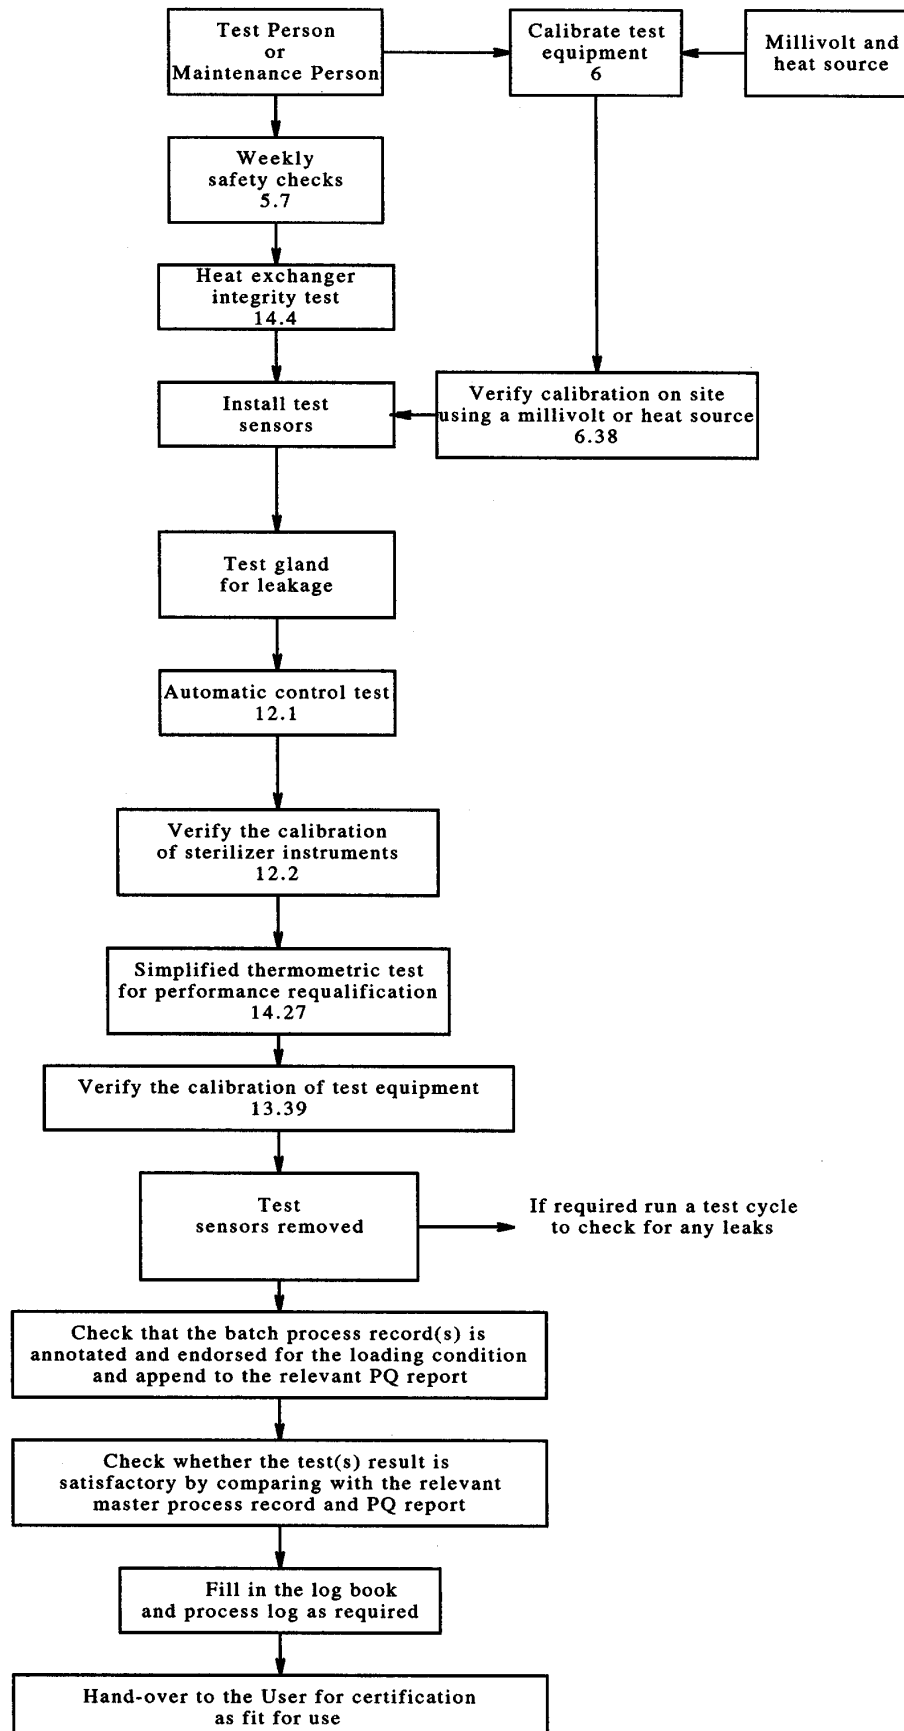 Test Person
or
Maintenance Person
Calibrate test
equipment
6
Millivolt and
heat source
Weekly
safety checks
5.7
Heat exchanger
integrity test
14.4
Install test
sensors
Verify calibration on site
using a millivolt or heat source
6.38
Test gland
for leakage
Automatic control test
12.1
Verify the calibration
of sterilizer instruments
12.2
Simplified thermometric test
for performance requalification
14.27
Verify the calibration of test equipment
13.39
Test
sensors removed
If required run a test cycle
to check for any leaks
Check that the batch process record(s) is
annotated and endorsed for the loading condition
and append to the relevant PQ report
Check whether the test(s) result is
satisfactory by comparing with the relevant
master process record and PQ report
Fill in the log book
and process log as required
Hand-over to the User for certification
as fit for use